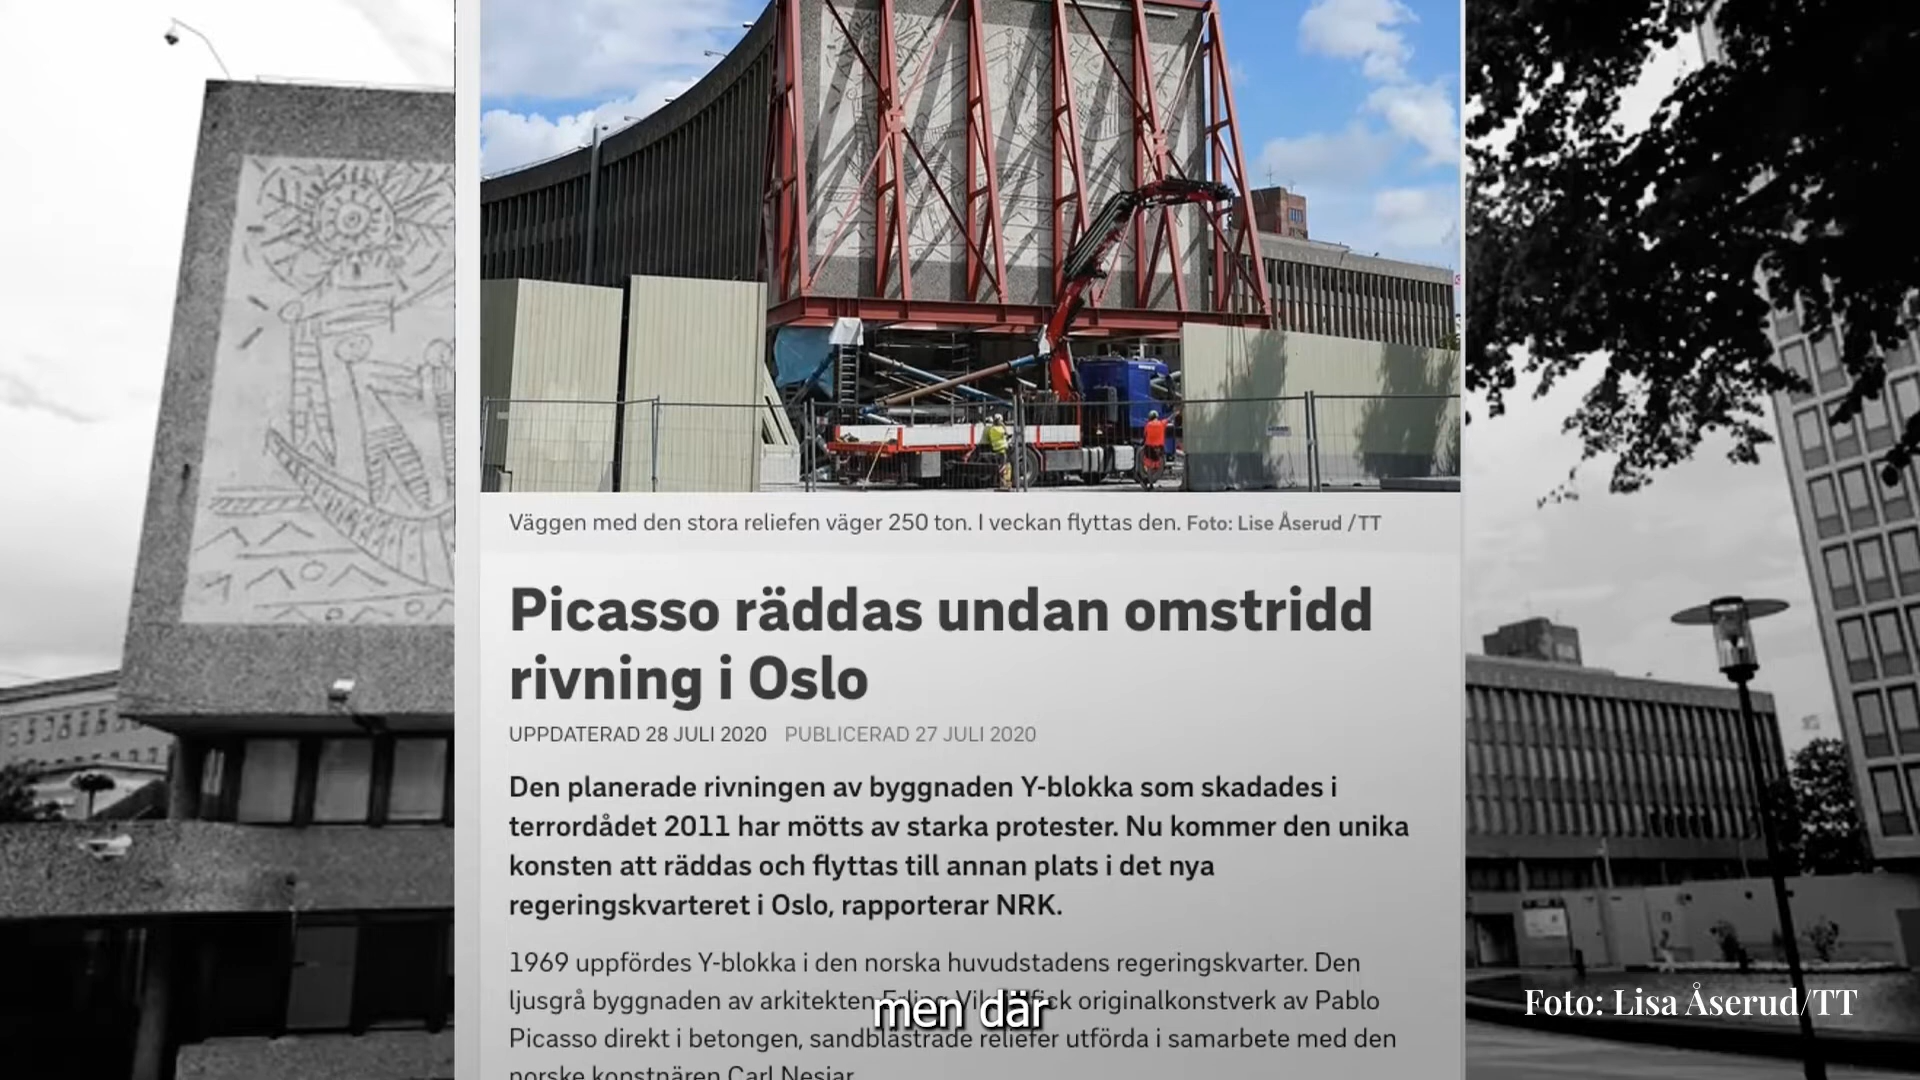 Väggen med den stora reliefen väger 250 ton. I veckan flyttas den. Foto: Lise Åserud /TT
Picasso räddas undan omstridd
rivning i Oslo
UPPDATERAD 28 JULI 2020 PUBLICERAD 27 JULI 2020
Den planerade rivningen av byggnaden Y-blokka som skadades i
terrordådet 2011 har mötts av starka protester. Nu kommer den unika
konsten att räddas och flyttas till annan plats i det nya
regeringskvarteret i Oslo, rapporterar NRK.
1969 uppfördes Y-blokka i den norska huvudstadens regeringskvarter. Den
ljusgrå byggnaden av arkitekten fick originalkonstverk av Pablo
men där
Picasso direkt i betongen, sandblästrade reliefer utförda i samarbete med den
norske konstnären Carl Nesjar
Foto: Lisa Åserud/TT